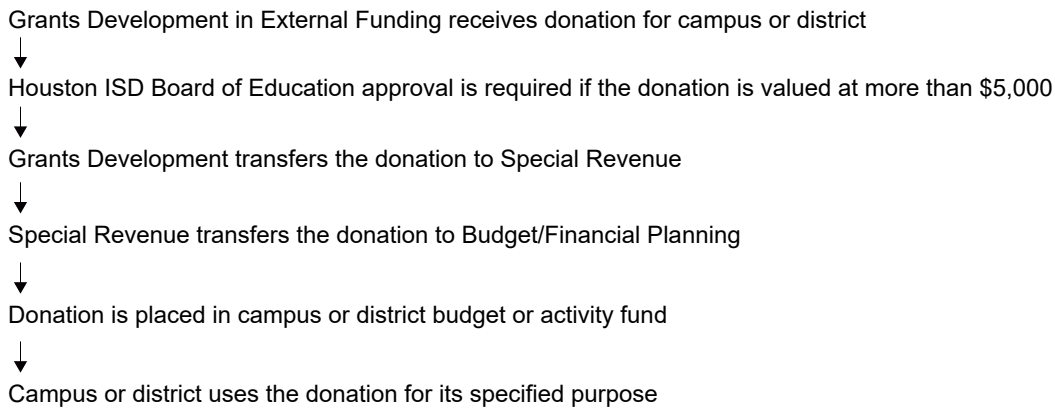 Grants Development in External Funding receives donation for campus or district
Houston ISD Board of Education approval is required if the donation is valued at more than $5,000
Grants Development transfers the donation to Special Revenue
Special Revenue transfers the donation to Budget/Financial Planning
Donation is placed in campus or district budget or activity fund
Campus or district uses the donation for its specified purpose